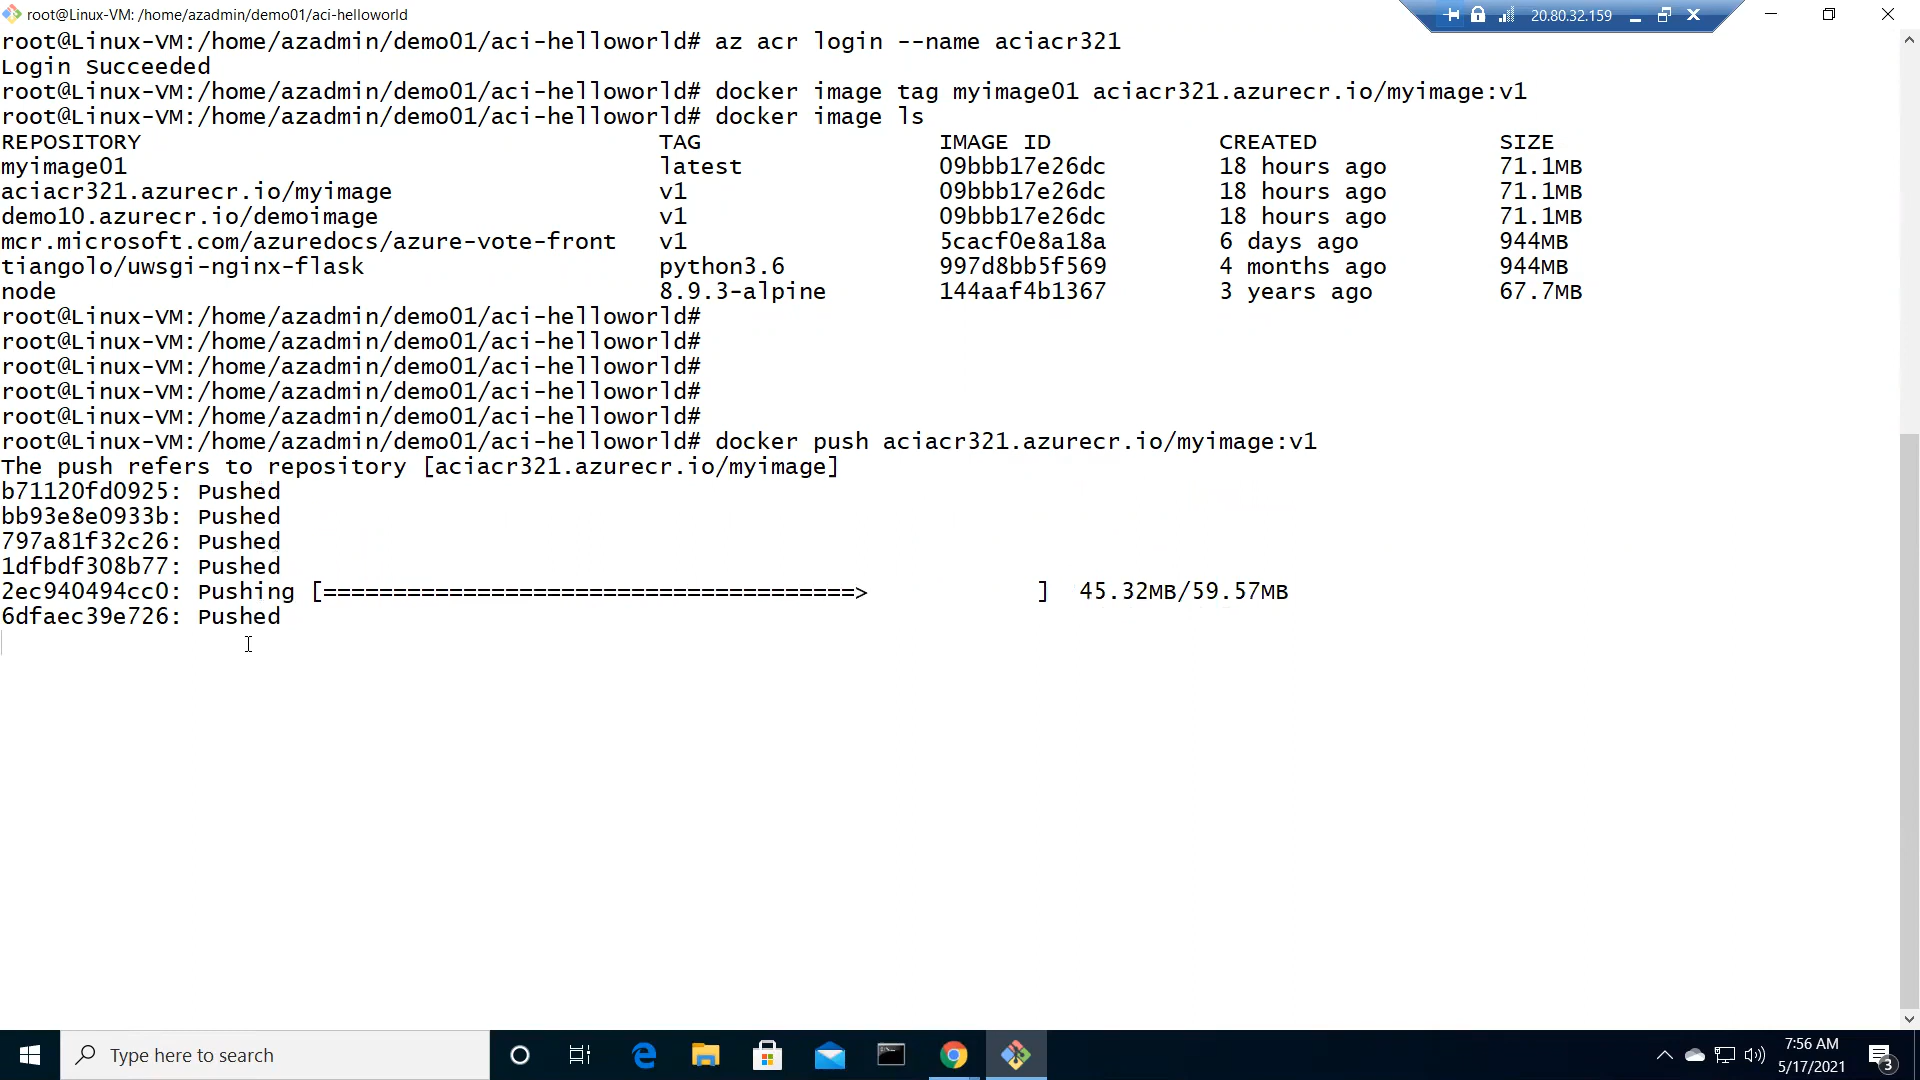 root@Linux-VM: /home/azadmin/demo01/aci-helloworld
20.80.32.159
root@Linux-VM:/home/azadmin/demo01/aci-helloworld# az acr login --name aciacr321
Login Succeeded
root@Linux-VM:/home/azadmin/demo01/aci-helloworld# docker image tag myimage01 aciacr321.azurecr.io/myimage:v1
root@Linux-VM:/home/azadmin/demo01/aci-helloworld# docker image ls
REPOSITORY TAG IMAGE ID CREATED SIZE
myimage01 latest 09bbb17e26dc 18 hours ago 71.1MB
aciacr321.azurecr.io/myimage v1 09bbb17e26dc 18 hours ago 71.1MB
demo10.azurecr.io/demoimage v1 09bbb17e26dc 18 hours ago 71.1MB
mcr.microsoft.com/azuredocs/azure-vote-front v1 5cacf0e8a18a 6 days ago 944MB
tiangolo/uwsgi-nginx-flask python3.6 997d8bb5f569 4 months ago 944MB
node 8.9.3-alpine 144aaf4b1367 3 years ago 67.7MB
root@Linux-VM:/home/azadmin/demo01/aci-helloworld#
root@Linux-VM:/home/azadmin/demo01/aci-helloworld#
root@Linux-VM:/home/azadmin/demo01/aci-helloworld#
root@Linux-VM:/home/azadmin/demo01/aci-helloworld#
root@Linux-VM:/home/azadmin/demo01/aci-helloworld#
root@Linux-VM:/home/azadmin/demo01/aci-helloworld# docker push aciacr321.azurecr.io/myimage:v1
The push refers to repository [aciacr321.azurecr.io/myimage]
b71120fd0925: Pushed
bb93e8e0933b: Pushed
797a81f32c26: Pushed
1dfbdf308b77: Pushed
2ec940494cc0: Pushing [======================================> ] 45.32MB/59.57MB
6dfaec39e726: Pushed
Type here to search
7:56 AM
5/17/2021
3